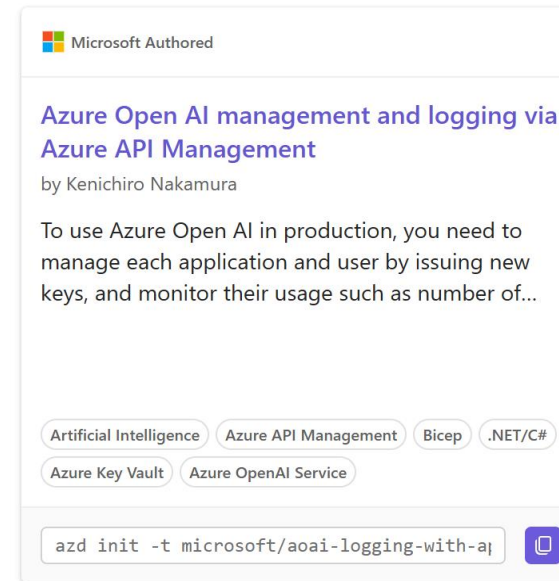 Microsoft Authored
Azure Open AI management and logging via
Azure API Management
by Kenichiro Nakamura
To use Azure Open AI in production, you need to
manage each application and user by issuing new
keys, and monitor their usage such as number of...
Artificial Intelligence Azure API Management Bicep .NET/C#
Azure Key Vault Azure OpenAI Service
azd init -t microsoft/aoai-logging-with-ap